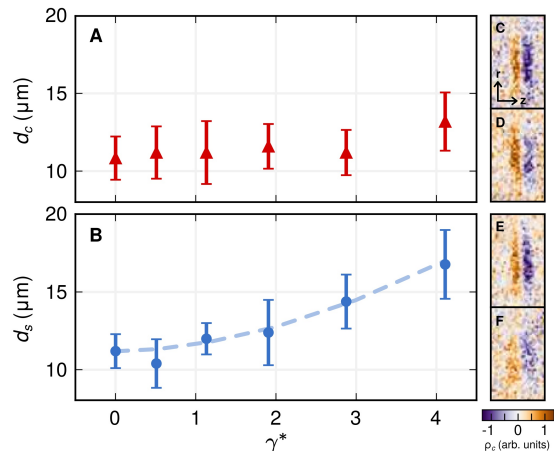 20
A
15
10
d_c (μm)
20
B
15
10
d_s (μm)
0 1 2 3 4
γ*
C
r
z
D
E
F
-1 0 1
ρ_c (arb. units)